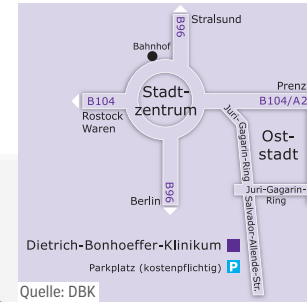 B96
Stralsund
Bahnhof
Stadt-
zentrum
Prenz
B104
B104/A2
Rostock
Waren
Juri-Gagarin-Ring
Ost-
stadt
Berlin
B96
Juri-Gagarin-
Ring
Salvador-Allende-Str.
Dietrich-Bonhoeffer-Klinikum
Parkplatz (kostenpflichtig) P
Quelle: DBK